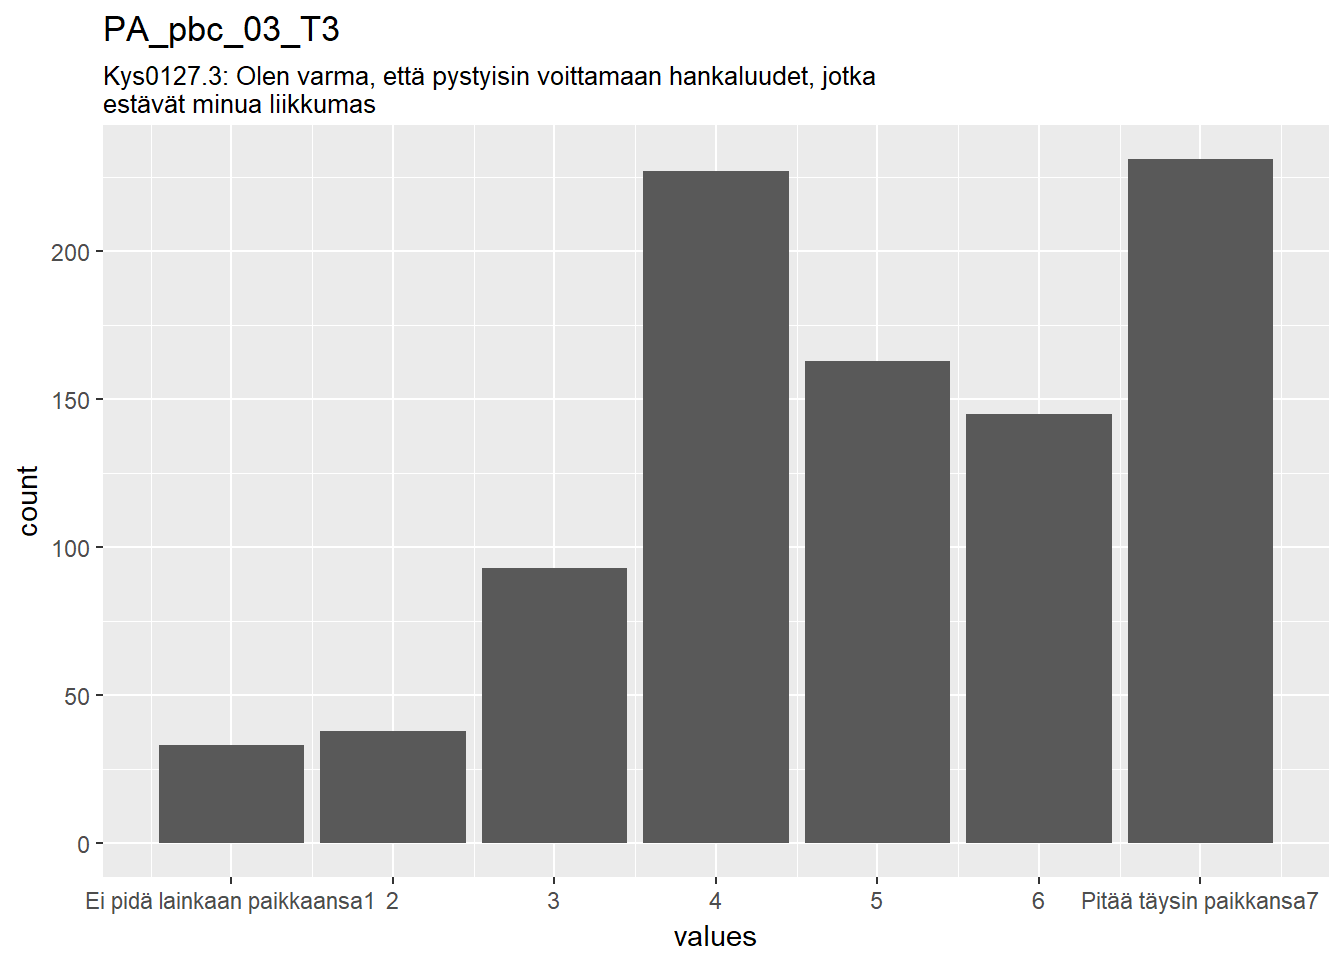 PA_pbc_03_T3
Kys0127.3: Olen varma, että pystyisin voittamaan hankaluudet, jotka
estävät minua liikkumas
count
200
150
100
50
0
Ei pidä lainkaan paikkaansa1 2 3 4 5 6 Pitää täysin paikkansa7
values